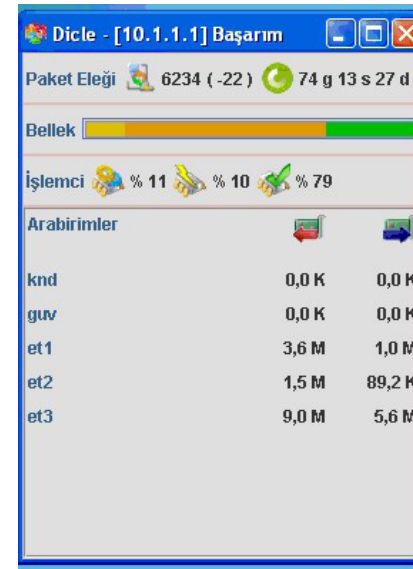 Dicle - [10.1.1.1] Başarım
Paket Eleği 6234 ( -22 ) 74 g 13 s 27 d
Bellek
İşlemci % 11 % 10 % 79
Arabirimler
knd 0,0 K 0,0 K
guv 0,0 K 0,0 K
et1 3,6 M 1,0 M
et2 1,5 M 89,2 K
et3 9,0 M 5,6 M